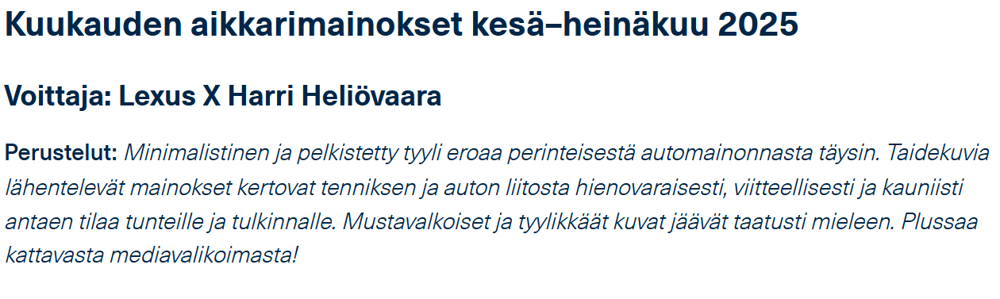 Kuukauden aikkarimainokset kesä–heinäkuu 2025
Voittaja: Lexus X Harri Heliövaara
Perustelut: Minimalistinen ja pelkistetty tyyli eroaa perinteisestä automainonnasta täysin. Taidekuvia
lähentelevät mainokset kertovat tenniksen ja auton liitosta hienovaraisesti, viitteellisesti ja kauniisti
antaen tilaa tunteille ja tulkinnalle. Mustavalkoiset ja tyylikkäät kuvat jäävät taatusti mieleen. Plussaa
kattavasta mediavalikoimasta!